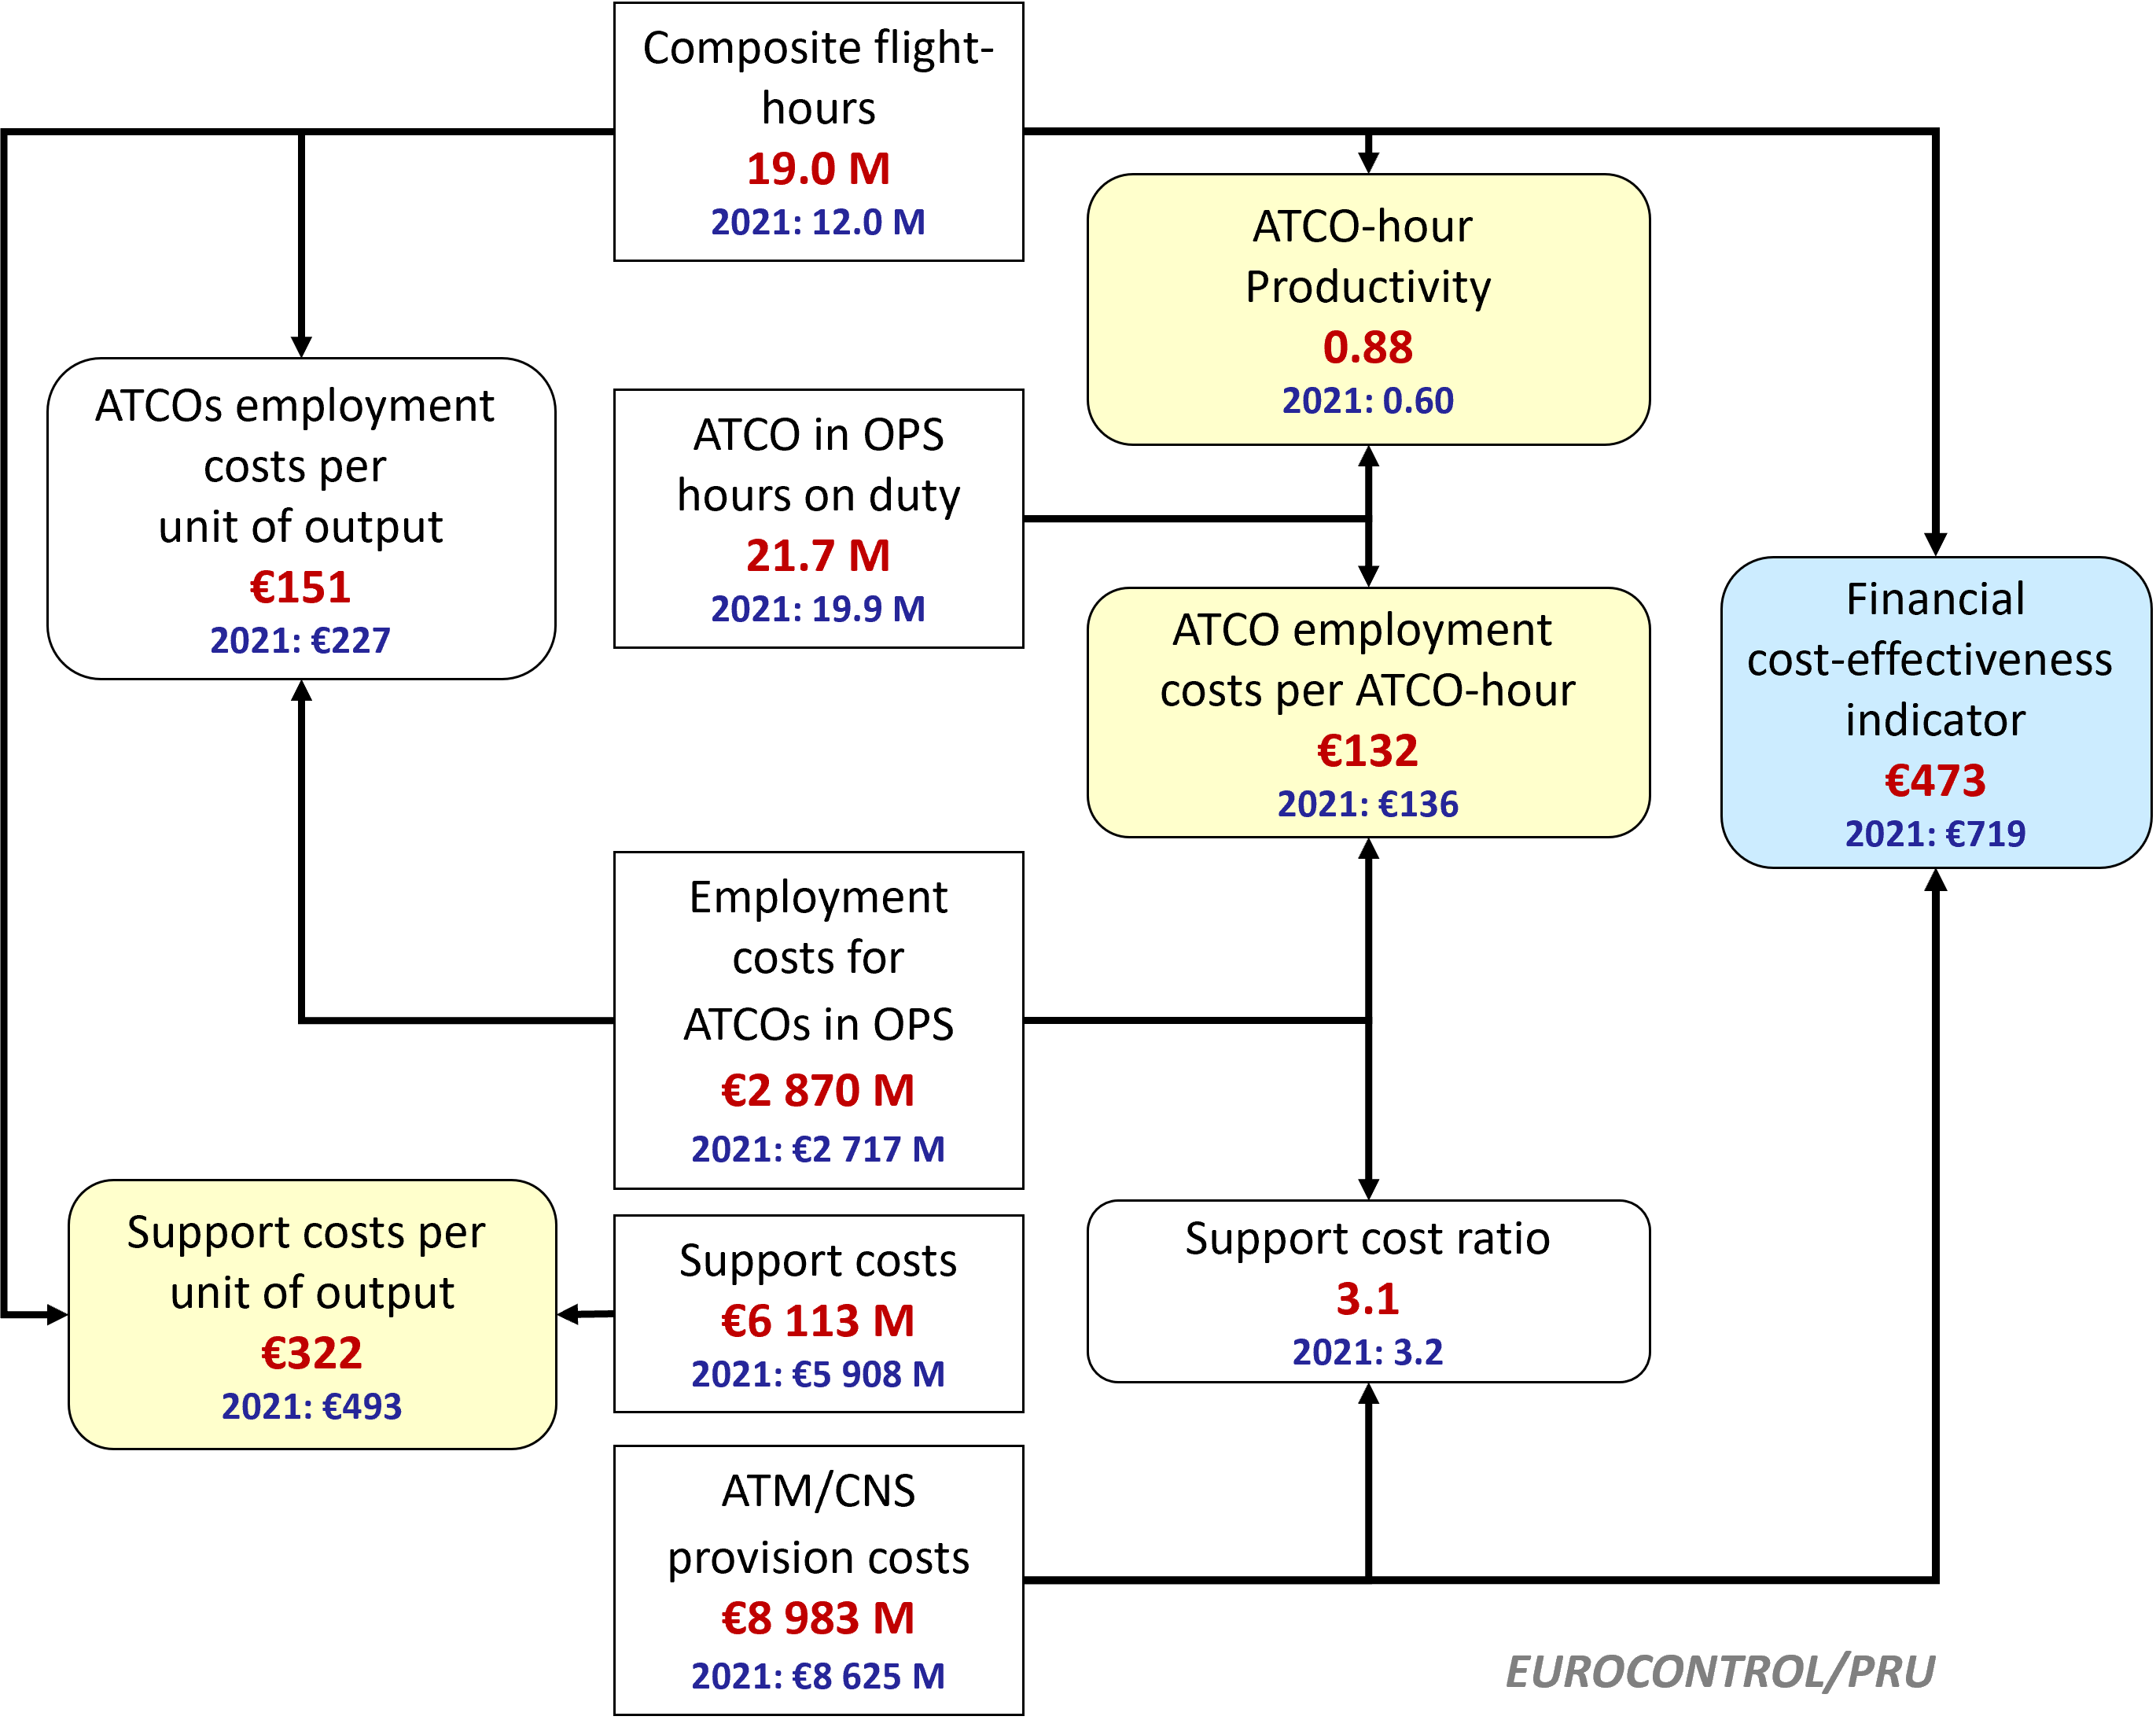 Composite flight-
hours
19.0 M
2021: 12.0 M
ATCO-hour
Productivity
0.88
2021: 0.60
ATCOs employment
costs per
unit of output
€151
2021: €227
ATCO in OPS
hours on duty
21.7 M
2021: 19.9 M
ATCO employment
costs per ATCO-hour
€132
2021: €136
Financial
cost-effectiveness
indicator
€473
2021: €719
Employment
costs for
ATCOs in OPS
€2 870 M
2021: €2 717 M
Support costs per
unit of output
€322
2021: €493
Support costs
€6 113 M
2021: €5 908 M
Support cost ratio
3.1
2021: 3.2
ATM/CNS
provision costs
€8 983 M
2021: €8 625 M
EUROCONTROL/PRU